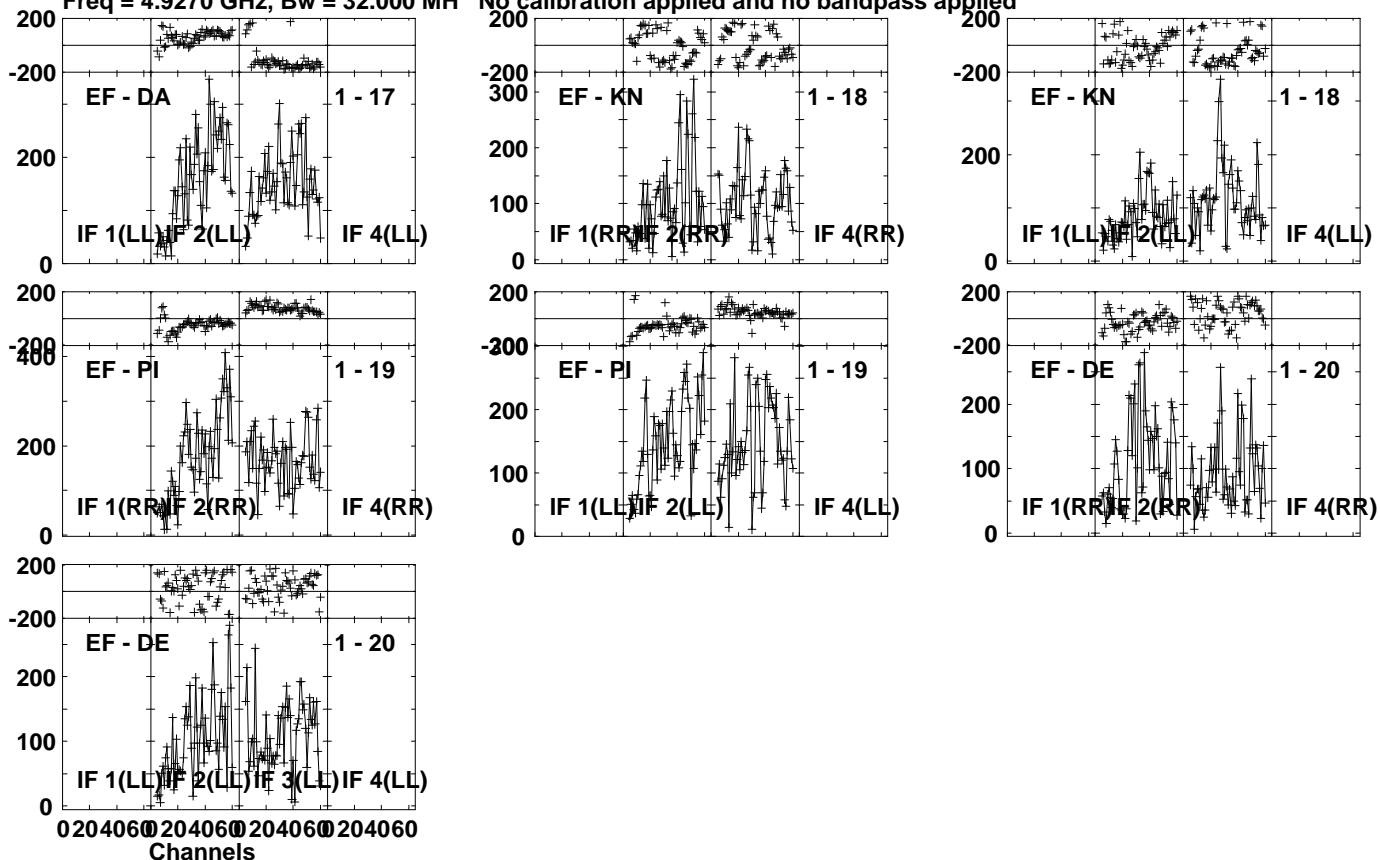 Freq = 4.9270 GHz, Bw = 32.000 MH No calibration applied and no bandpass applied
200
-200
EF - DA 1 - 17
200
IF 1(LL) IF 2(LL) IF 4(LL)
0
200
-200
300
EF - KN 1 - 18
200
100
IF 1(RR) IF 2(RR) IF 4(RR)
0
200
-200
EF - KN 1 - 18
200
IF 1(LL) IF 2(LL) IF 4(LL)
0
200
-200
400
EF - PI 1 - 19
200
IF 1(RR) IF 2(RR) IF 4(RR)
0
200
-200
300
EF - PI 1 - 19
200
100
IF 1(LL) IF 2(LL) IF 4(LL)
0
200
-200
EF - DE 1 - 20
200
100
IF 1(RR) IF 2(RR) IF 4(RR)
0
200
-200
EF - DE 1 - 20
200
100
IF 1(LL) IF 2(LL) IF 3(LL) IF 4(LL)
0
0 20 40 60 0 20 40 60 0 20 40 60 0 20 40 60
Channels